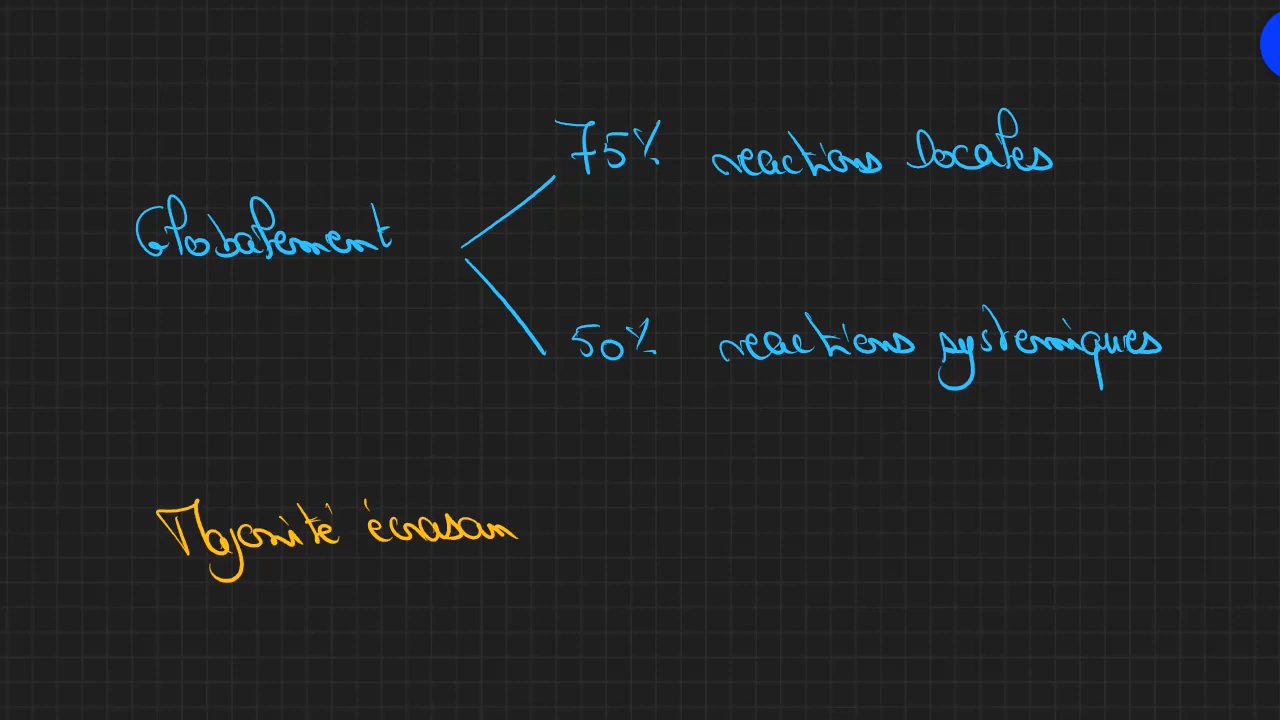 75% reactions locales
Globalement
50% reactions systemiques
Majorité écrasan